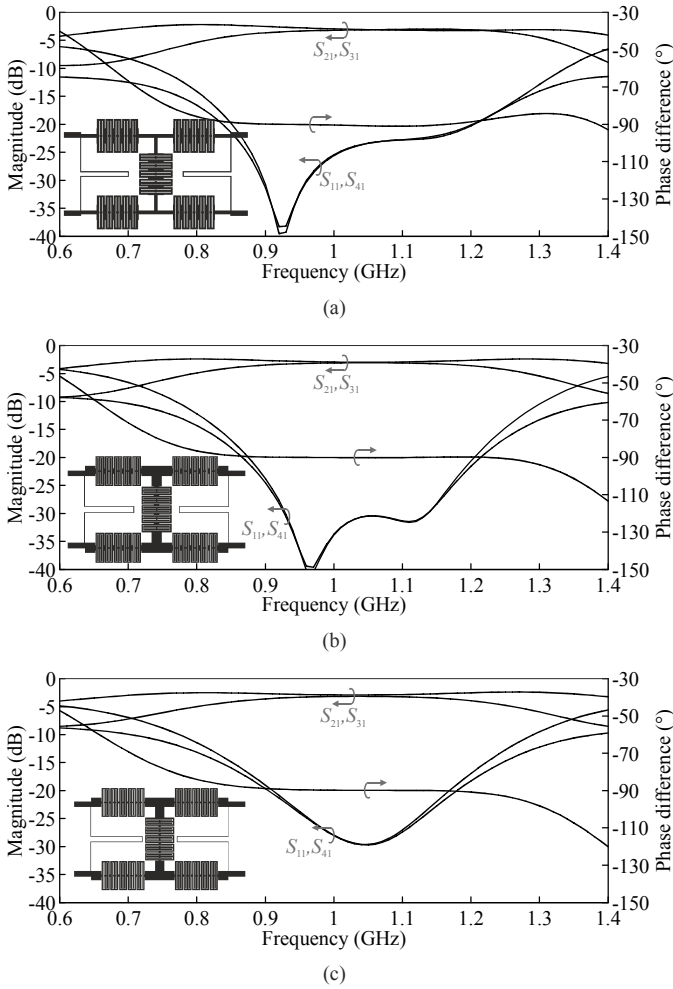 0 -30
-5 -50
-10 -70
-15
-20 -90
-25 -110
-30
-35 -130
-40 -150
Magnitude (dB)
Phase difference (°)
S21,S31
S11,S41
0.6 0.7 0.8 0.9 1 1.1 1.2 1.3 1.4
Frequency (GHz)
(a)
0 -30
-5 -50
-10 -70
-15
-20 -90
-25 -110
-30
-35 -130
-40 -150
Magnitude (dB)
Phase difference (°)
S21,S31
S11,S41
0.6 0.7 0.8 0.9 1 1.1 1.2 1.3 1.4
Frequency (GHz)
(b)
0 -30
-5 -50
-10 -70
-15
-20 -90
-25 -110
-30
-35 -130
-40 -150
Magnitude (dB)
Phase difference (°)
S21,S31
S11,S41
0.6 0.7 0.8 0.9 1 1.1 1.2 1.3 1.4
Frequency (GHz)
(c)